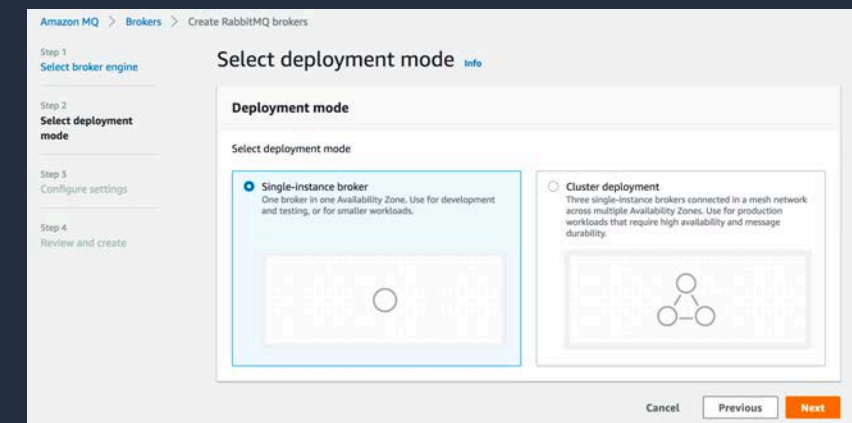 Amazon MQ > Brokers > Create RabbitMQ brokers
Step 1
Select broker engine
Step 2
Select deployment
mode
Step 3
Configure settings
Step 4
Review and create
Select deployment mode Info
Deployment mode
Select deployment mode
Single-instance broker
One broker in one Availability Zone. Use for development
and testing, or for smaller workloads.
Cluster deployment
Three single-instance brokers connected in a mesh network
across multiple Availability Zones. Use for production
workloads that require high availability and message
durability.
Cancel Previous Next